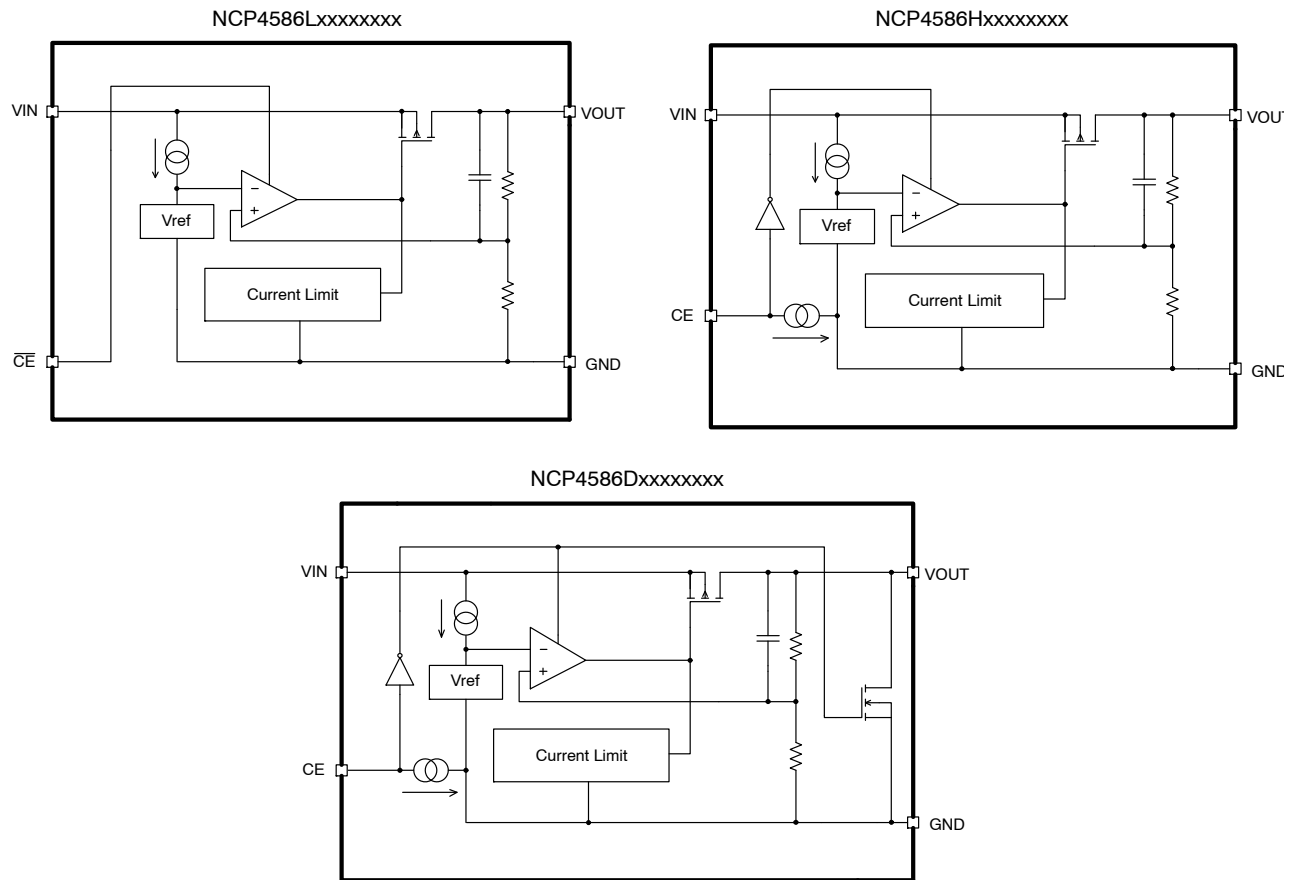 NCP4586Lxxxxxxxx
VIN
VOUT
Vref
−
+
Current Limit
C̅E̅
GND
NCP4586Hxxxxxxxx
VIN
VOUT
Vref
−
+
Current Limit
CE
GND
NCP4586Dxxxxxxxx
VIN
VOUT
Vref
−
+
Current Limit
CE
GND